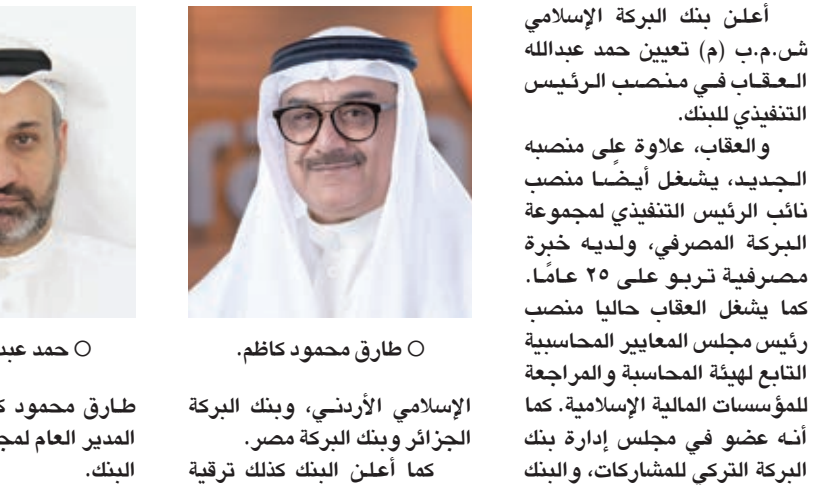 أعلن بنك البركة الإسلامي
ش.م.ب (م) تعيين حمد عبدالله
العقاب في منصب الرئيس
التنفيذي للبنك.
والعقاب، علاوة على منصبه
الجديد، يشغل أيضًا منصب
نائب الرئيس التنفيذي لمجموعة
البركة المصرفي، ولديه خبرة
مصرفية تربو على ٢٥ عامًا.
كما يشغل العقاب حاليا منصب
رئيس مجلس المعايير المحاسبية
التابع لهيئة المحاسبة والمراجعة
للمؤسسات المالية الإسلامية. كما
أنه عضو في مجلس إدارة بنك
البركة التركي للمشاركات، والبنك
○ طارق محمود كاظم.
الإسلامي الأردني، وبنك البركة
الجزائر وبنك البركة مصر.
كما أعلن البنك كذلك ترقية
○ حمد
طارق محمود
المدير العام
البنك.